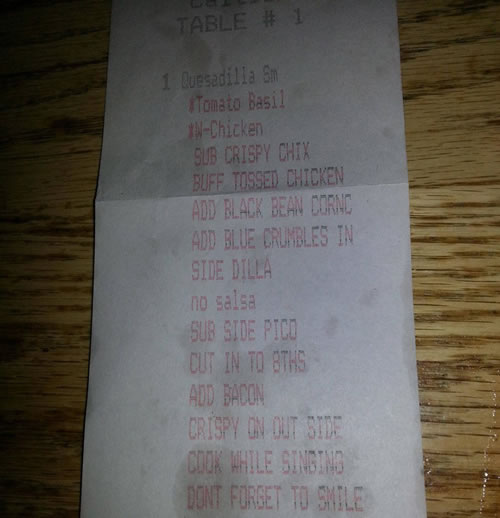 TABLE # 1
1 Quesadilla Sm
#Tomato Basil
#W-Chicken
SUB CRISPY CHIX
BUFF TOSSED CHICKEN
ADD BLACK BEAN CORNC
ADD BLUE CRUMBLES IN
SIDE DILLA
no salsa
SUB SIDE PICO
CUT IN TO 8THS
ADD BACON
CRISPY ON OUT SIDE
COOK WHILE SINGING
DONT FORGET TO SMILE